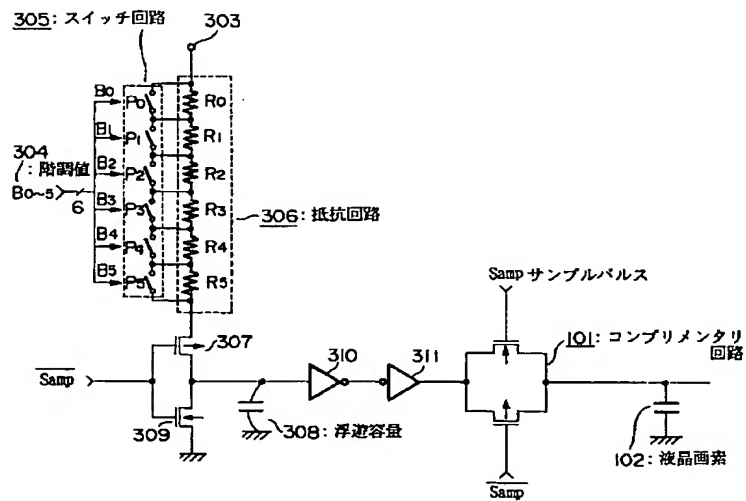 305:スイッチ回路
303
B0
P0
R0
B1
P1
R1
B2
P2
R2
304
:階調値
B0~5
6
B3
P3
R3
306:抵抗回路
B4
P4
R4
B5
P5
R5
Samp サンプルパルス
307
310
311
101:コンプリメンタリ
回路
Samp
309
308:浮遊容量
102:液晶画素
Samp